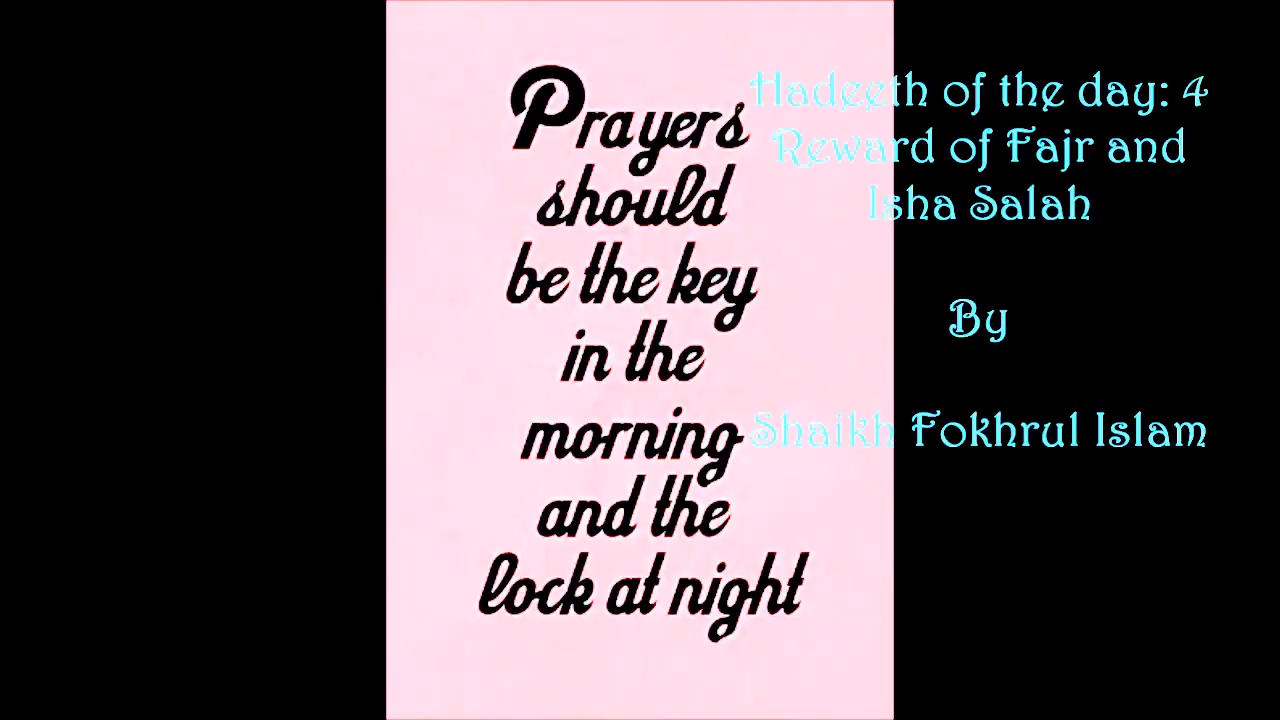 Prayers
should
be the key
in the
morning
and the
lock at night
Hadeeth of the day: 4
Reward of Fajr and
Isha Salah
By
Shaikh Fokhrul Islam